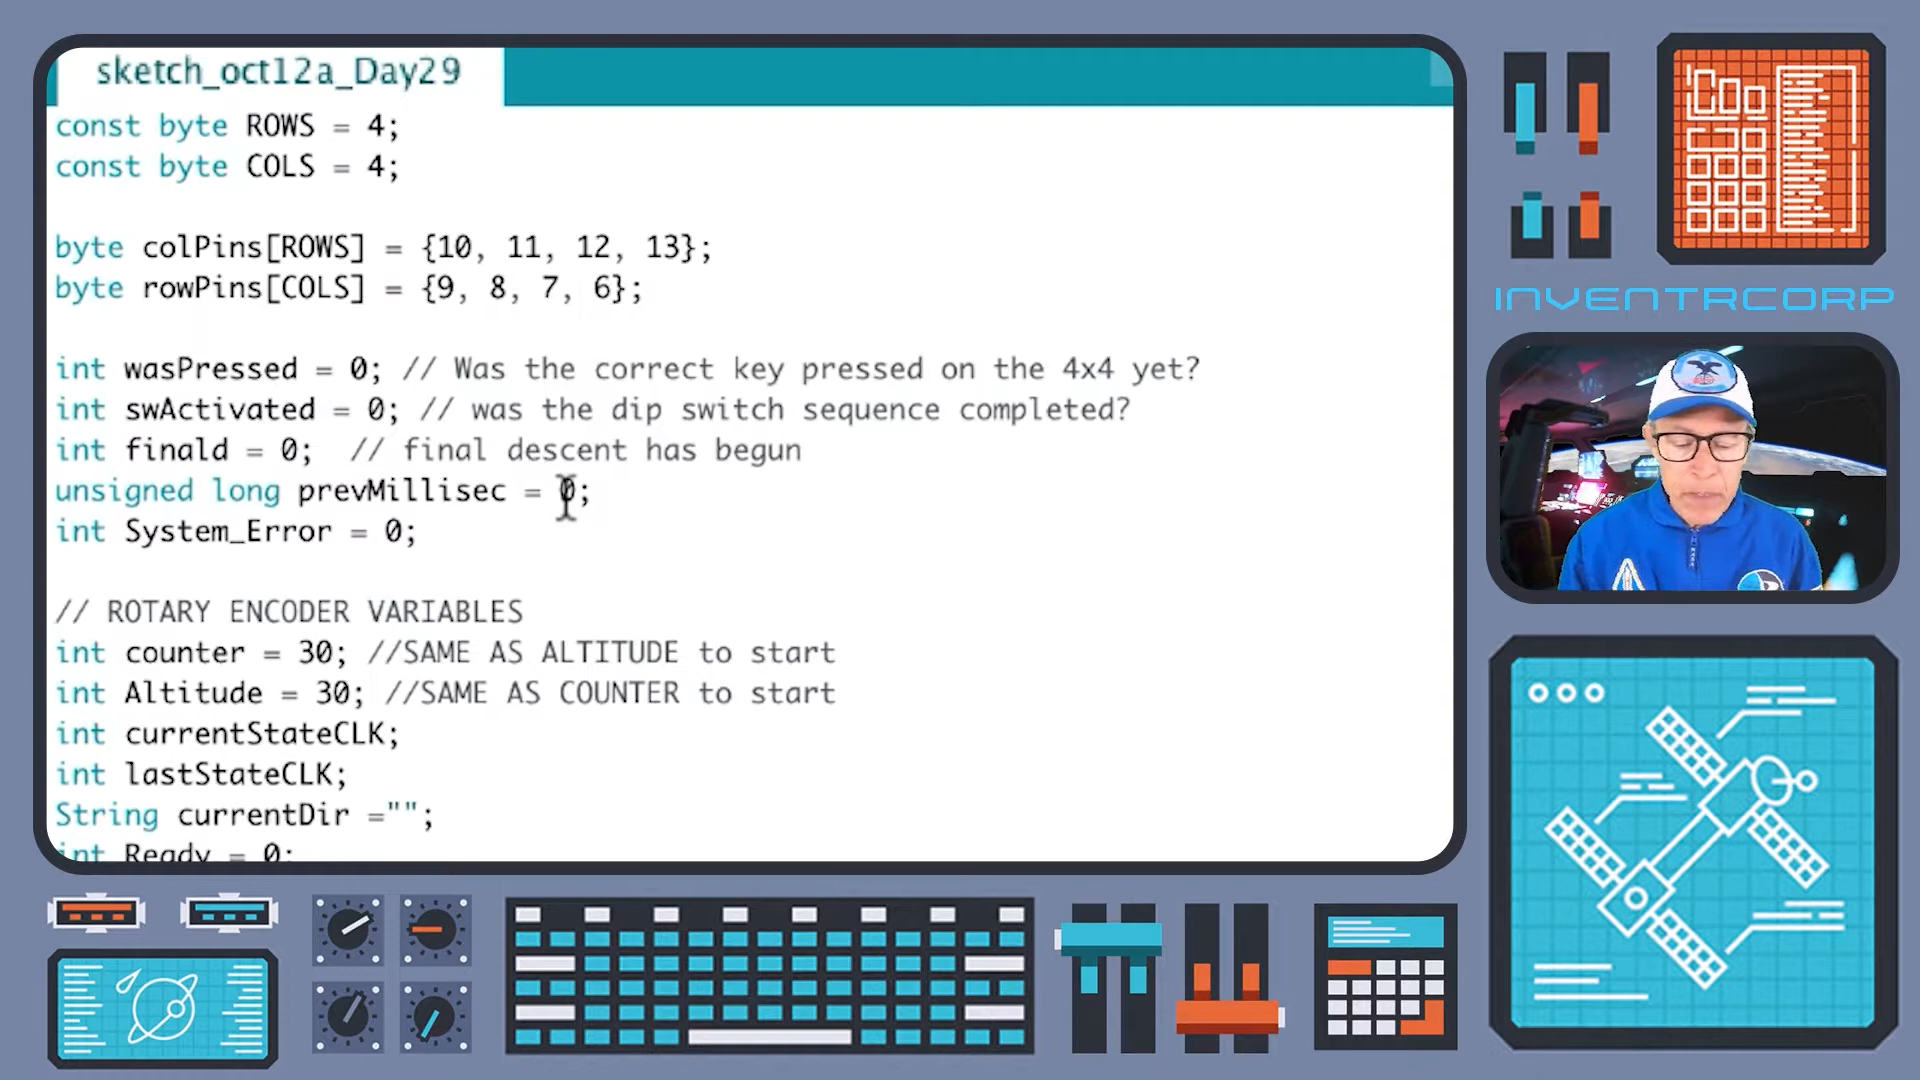 sketch_oct12a_Day29
const byte ROWS = 4;
const byte COLS = 4;
byte colPins[ROWS] = {10, 11, 12, 13};
byte rowPins[COLS] = {9, 8, 7, 6};
int wasPressed = 0; // Was the correct key pressed on the 4x4 yet?
int swActivated = 0; // was the dip switch sequence completed?
int finald = 0;  // final descent has begun
unsigned long prevMillisec = 0;
int System_Error = 0;
// ROTARY ENCODER VARIABLES
int counter = 30; //SAME AS ALTITUDE to start
int Altitude = 30; //SAME AS COUNTER to start
int currentStateCLK;
int lastStateCLK;
String currentDir ="";
int Ready = 0;
INVENTRCORP